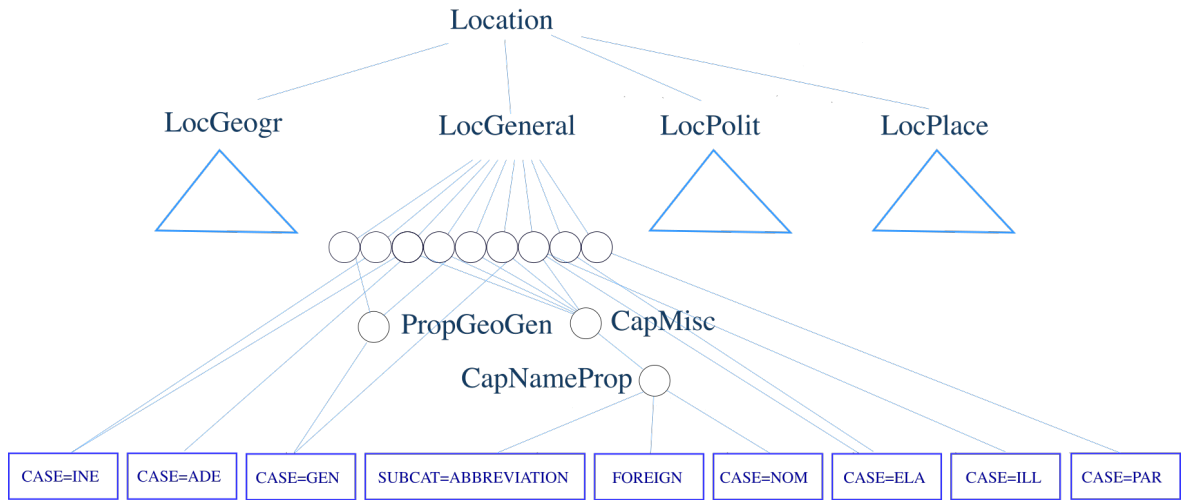 Location
LocGeogr
LocGeneral
LocPolit
LocPlace
PropGeoGen
CapMisc
CapNameProp
CASE=INE
CASE=ADE
CASE=GEN
SUBCAT=ABBREVIATION
FOREIGN
CASE=NOM
CASE=ELA
CASE=ILL
CASE=PAR